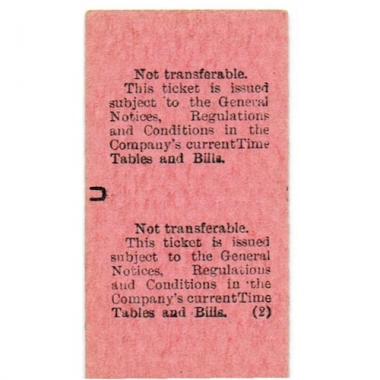 Not transferable.
This ticket is issued
subject to the General
Notices, Regulations
and Conditions in the
Company's current Time
Tables and Bills.
Not transferable.
This ticket is issued
subject to the General
Notices, Regulations
and Conditions in the
Company's current Time
Tables and Bills. (2)